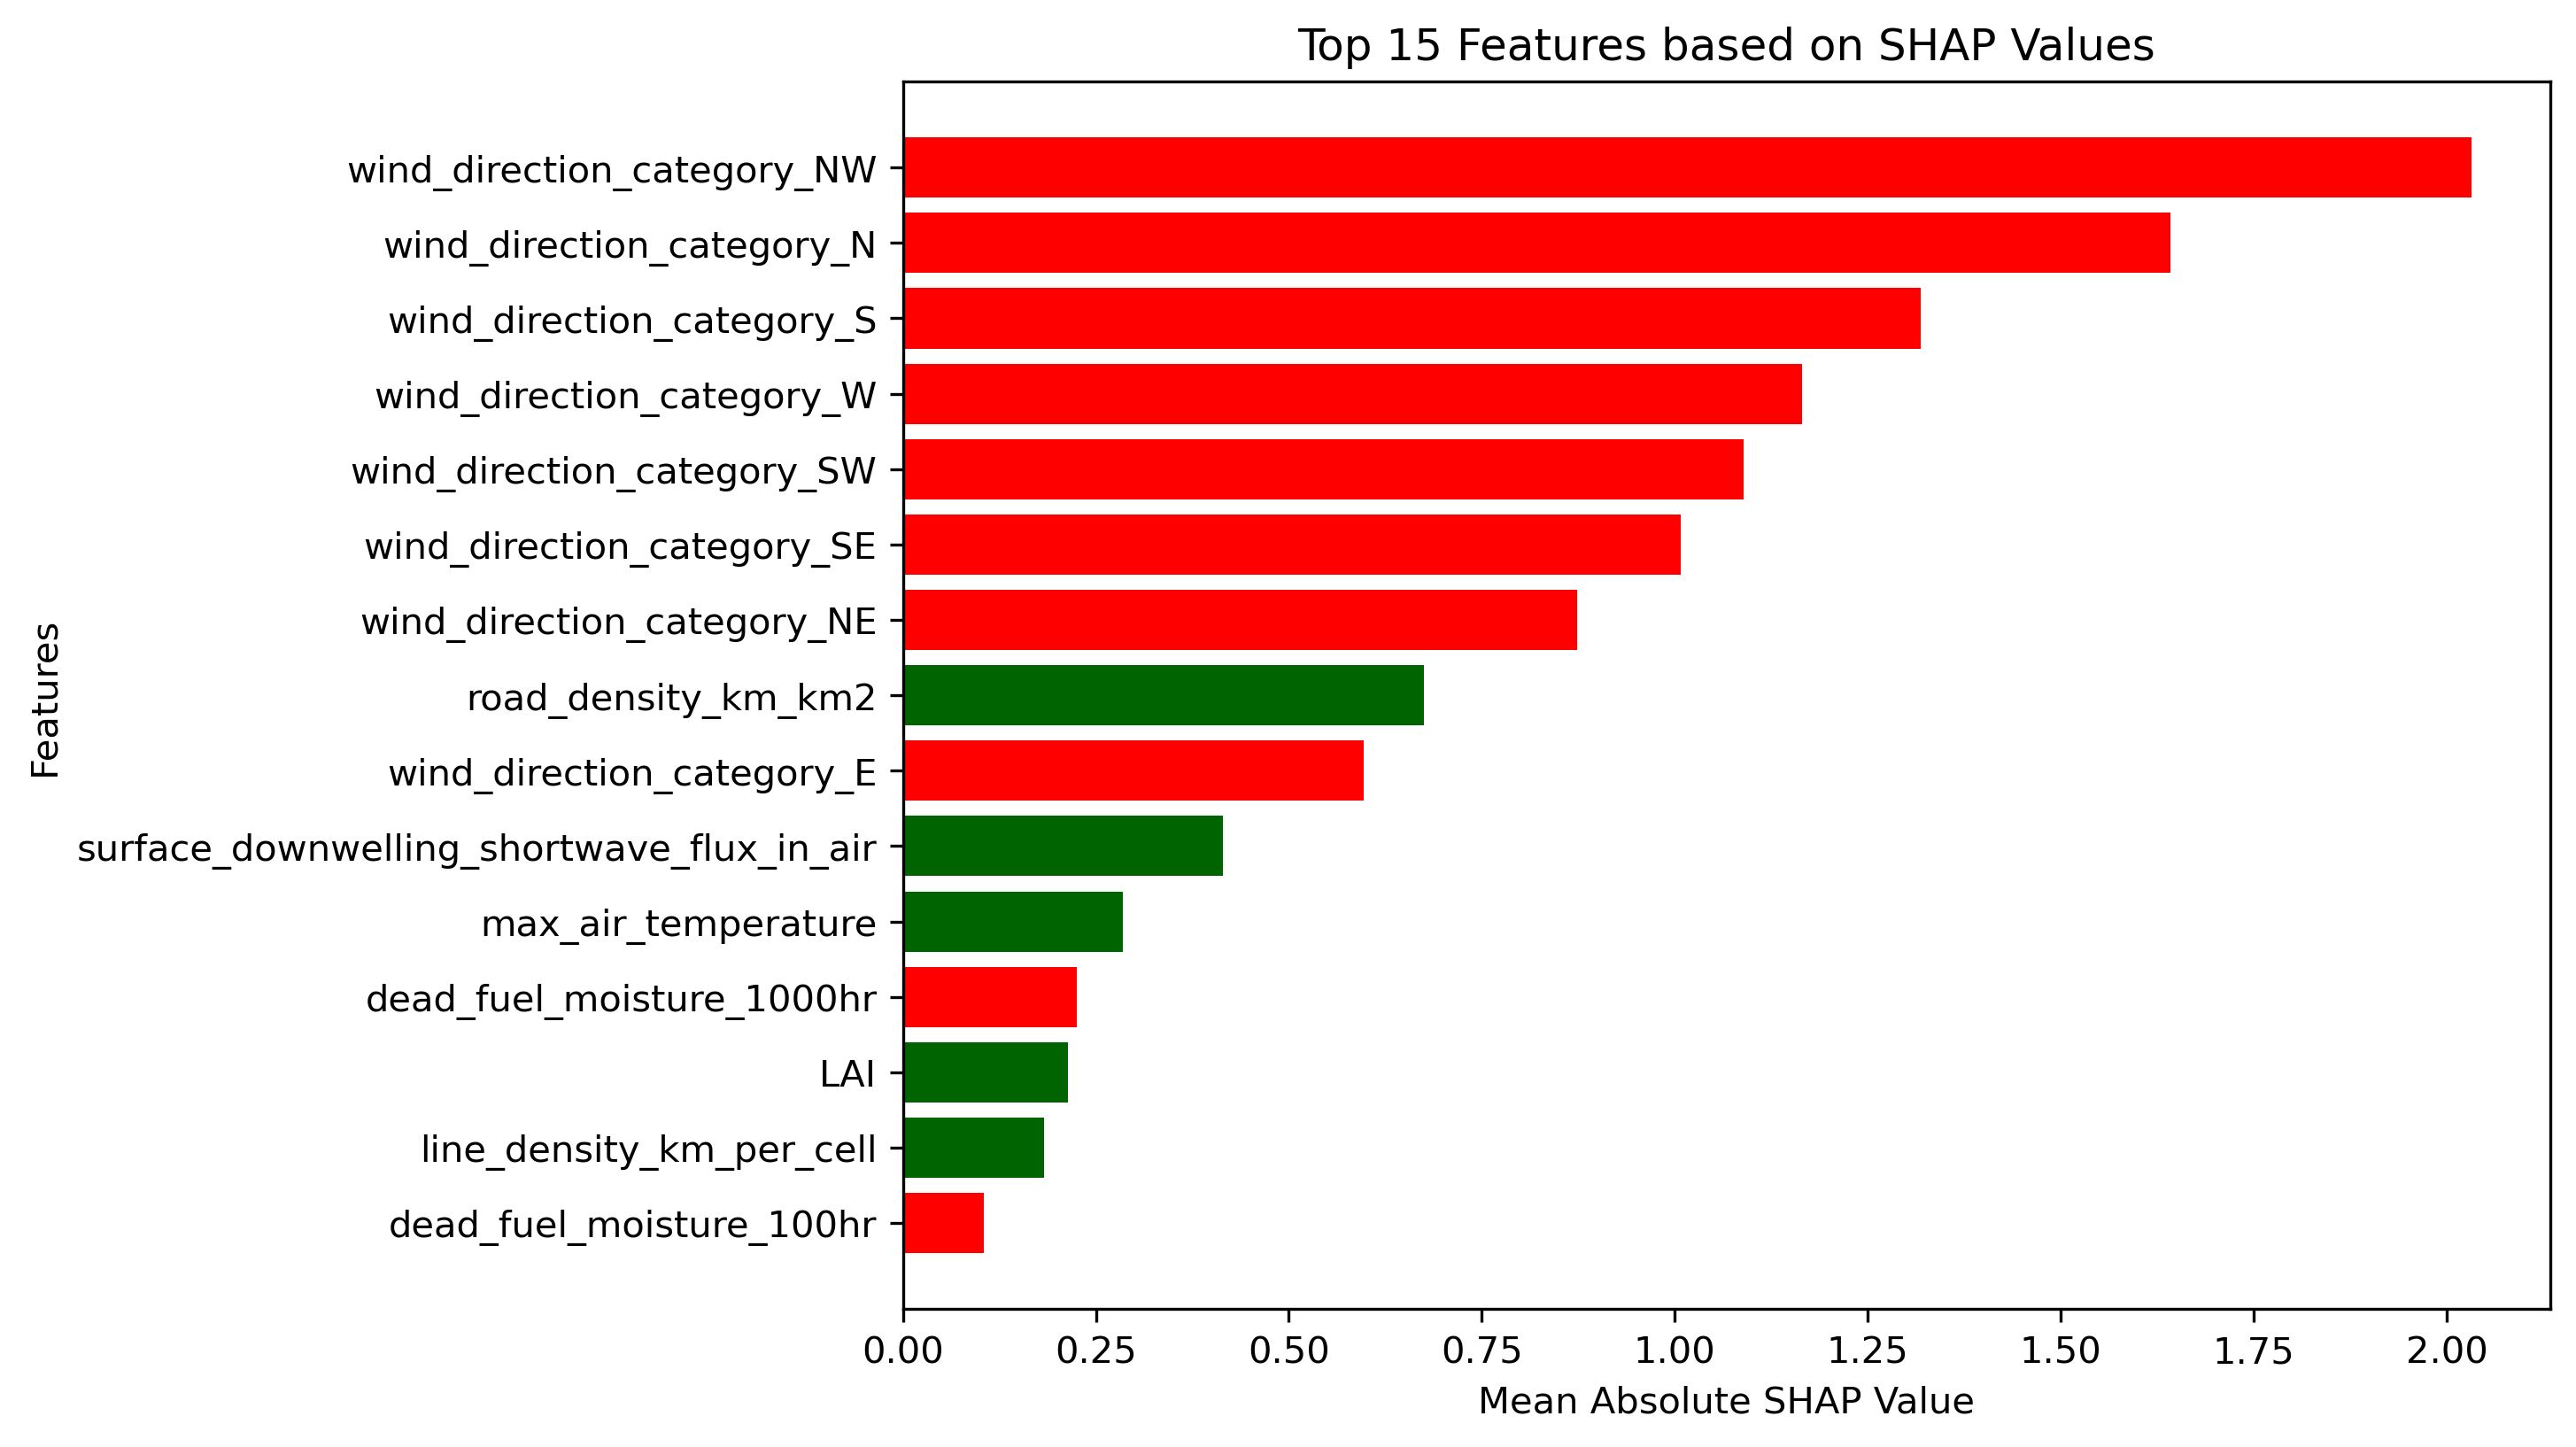 Top 15 Features based on SHAP Values
wind_direction_category_NW
wind_direction_category_N
wind_direction_category_S
wind_direction_category_W
wind_direction_category_SW
wind_direction_category_SE
wind_direction_category_NE
road_density_km_km2
wind_direction_category_E
surface_downwelling_shortwave_flux_in_air
max_air_temperature
dead_fuel_moisture_1000hr
LAI
line_density_km_per_cell
dead_fuel_moisture_100hr
Features
0.00 0.25 0.50 0.75 1.00 1.25 1.50 1.75 2.00
Mean Absolute SHAP Value